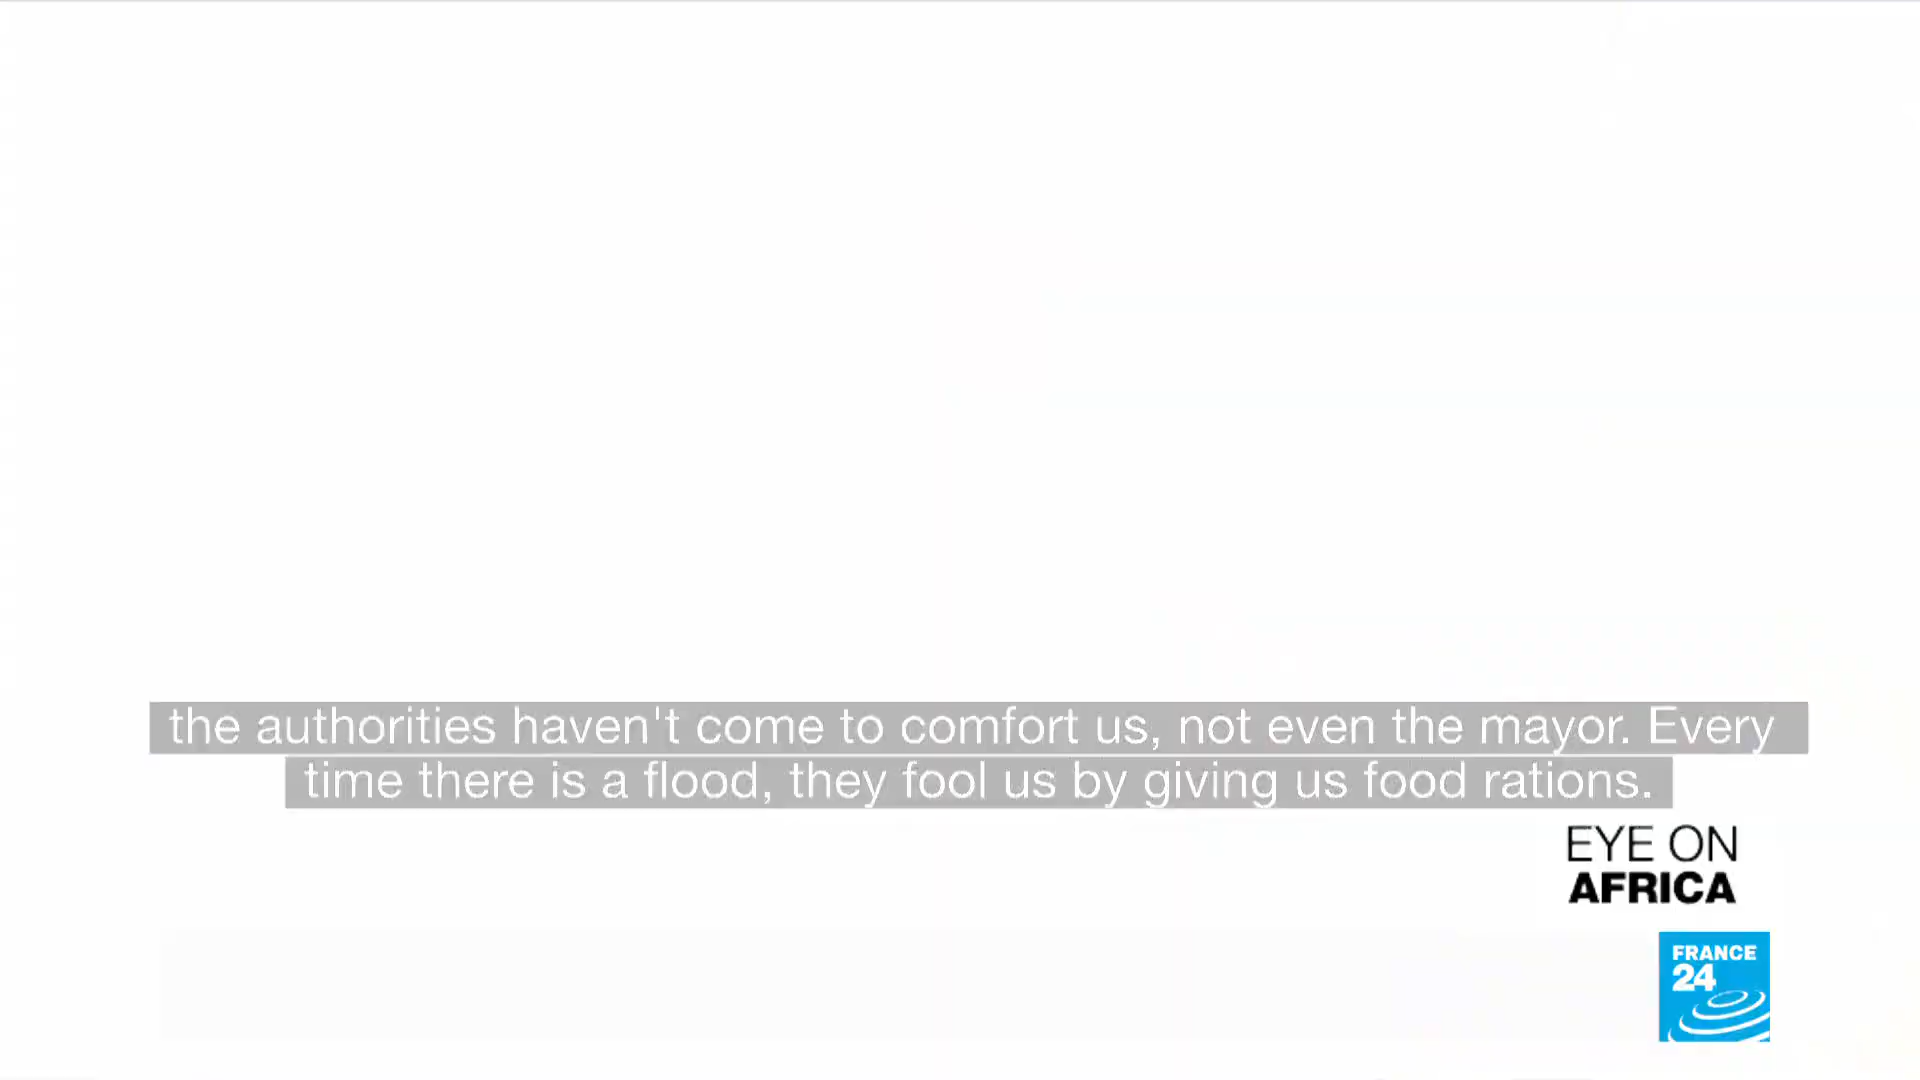 the authorities haven't come to comfort us, not even the mayor. Every
time there is a flood, they fool us by giving us food rations.
EYE ON
AFRICA
FRANCE
24